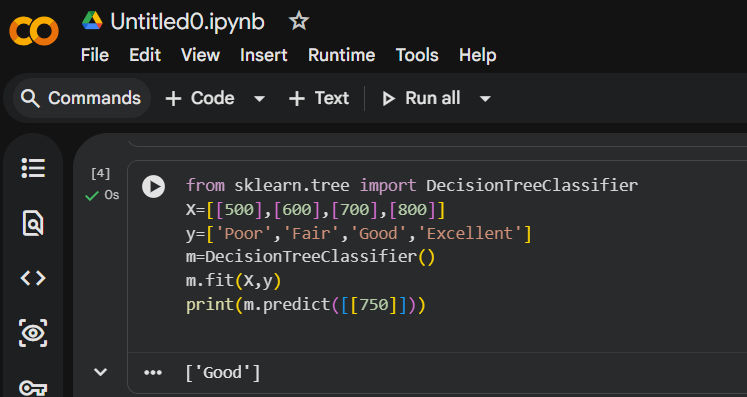 Untitled0.ipynb
File Edit View Insert Runtime Tools Help
Commands + Code + Text Run all
[4]
0s
from sklearn.tree import DecisionTreeClassifier
X=[[500],[600],[700],[800]]
y=['Poor','Fair','Good','Excellent']
m=DecisionTreeClassifier()
m.fit(X,y)
print(m.predict([[750]]))
['Good']